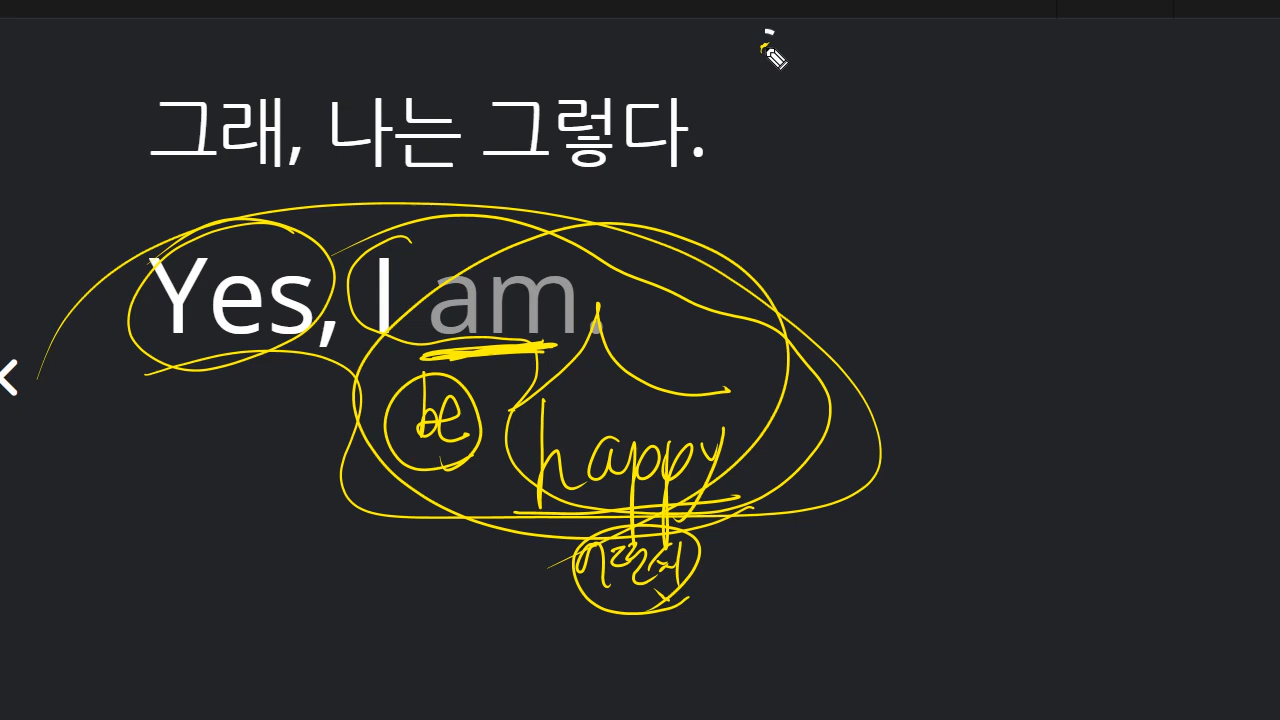 그래, 나는 그렇다.
Yes, I am.
be
happy